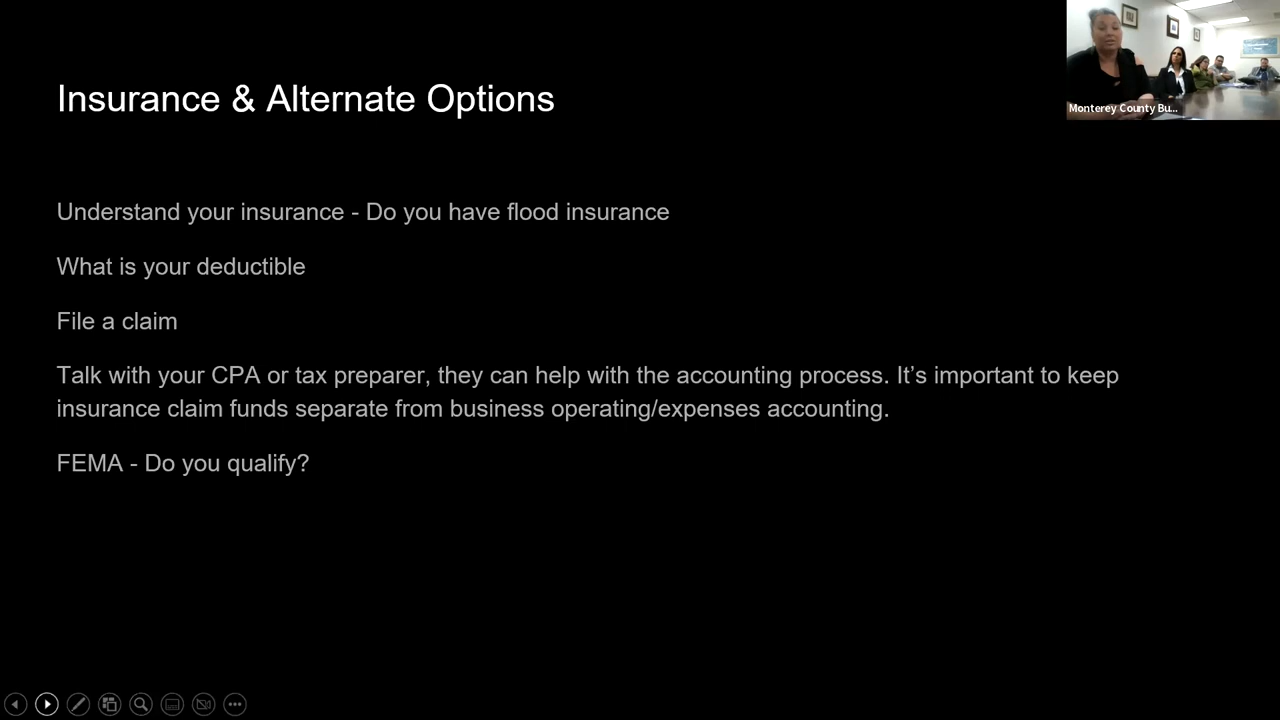 Insurance & Alternate Options
Monterey County Bu...
Understand your insurance - Do you have flood insurance
What is your deductible
File a claim
Talk with your CPA or tax preparer, they can help with the accounting process. It’s important to keep
insurance claim funds separate from business operating/expenses accounting.
FEMA - Do you qualify?